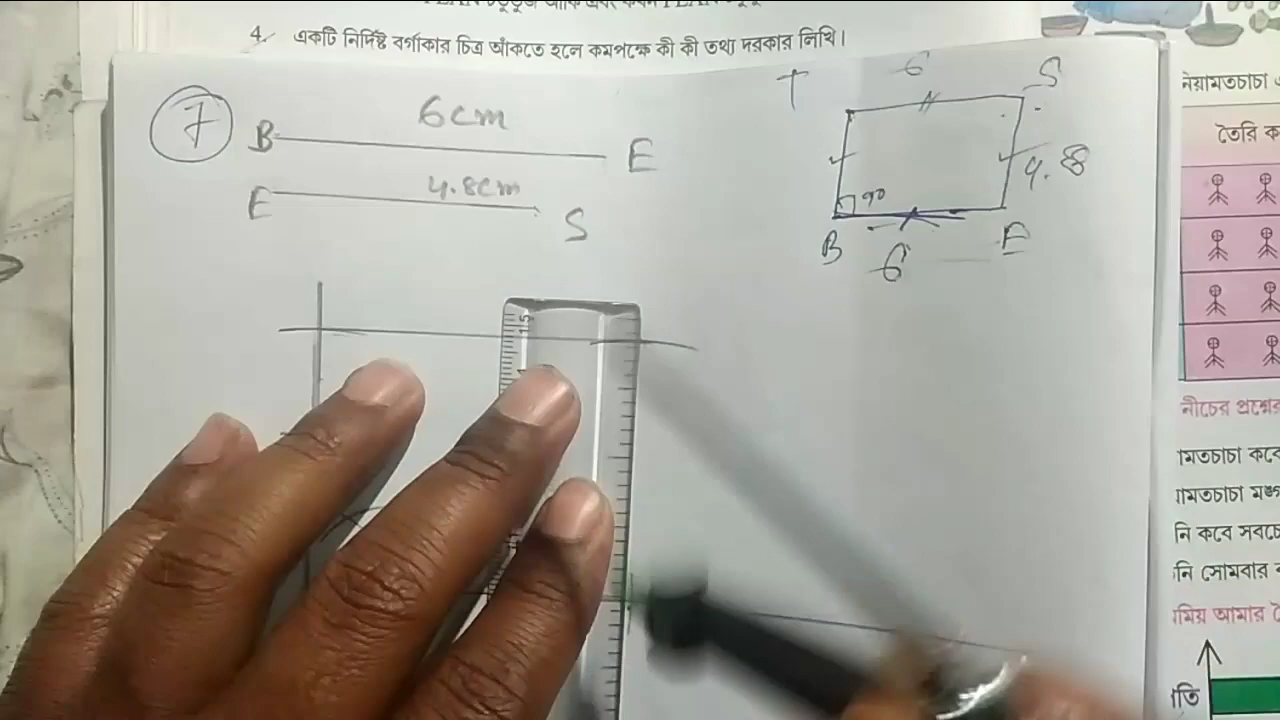 4. একটি নির্দিষ্ট বর্গাকার চিত্র আঁকতে হলে কমপক্ষে কী কী তথ্য দরকার লিখি।
7
B 6cm E
E 4.8cm S
T 6 S
4.8
90
B 6 E
15
নিয়ামতচাচা
তৈরি ক
নীচের প্রশ্নের
মতচাচা কবে
য়ামতচাচা মঙ্গ
নি কবে সবচে
নি সোমবার
মিয় আমার
তি